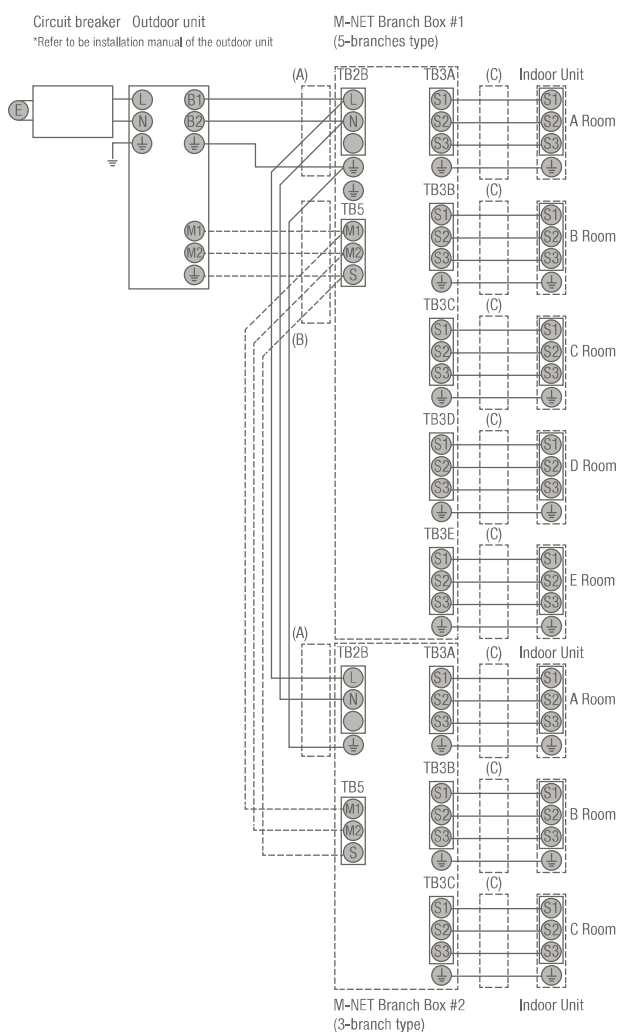 Circuit breaker Outdoor unit
*Refer to be installation manual of the outdoor unit
M-NET Branch Box #1
(5-branches type)
(A) TB2B TB3A (C) Indoor Unit
E L B1 L S1 S1
N B2 N S2 S2 A Room
S3 S3
TB3B (C)
TB5 S1 S1
M1 M1 S2 S2 B Room
M2 M2 S3 S3
S
TB3C (C)
(B) S1 S1
S2 S2 C Room
S3 S3
TB3D (C)
S1 S1
S2 S2 D Room
S3 S3
TB3E (C)
S1 S1
S2 S2 E Room
S3 S3
(A) TB2B TB3A (C) Indoor Unit
L S1 S1
N S2 S2 A Room
S3 S3
TB3B (C)
TB5 S1 S1
M1 S2 S2 B Room
M2 S3 S3
S
TB3C (C)
S1 S1
S2 S2 C Room
S3 S3
M-NET Branch Box #2 Indoor Unit
(3-branch type)